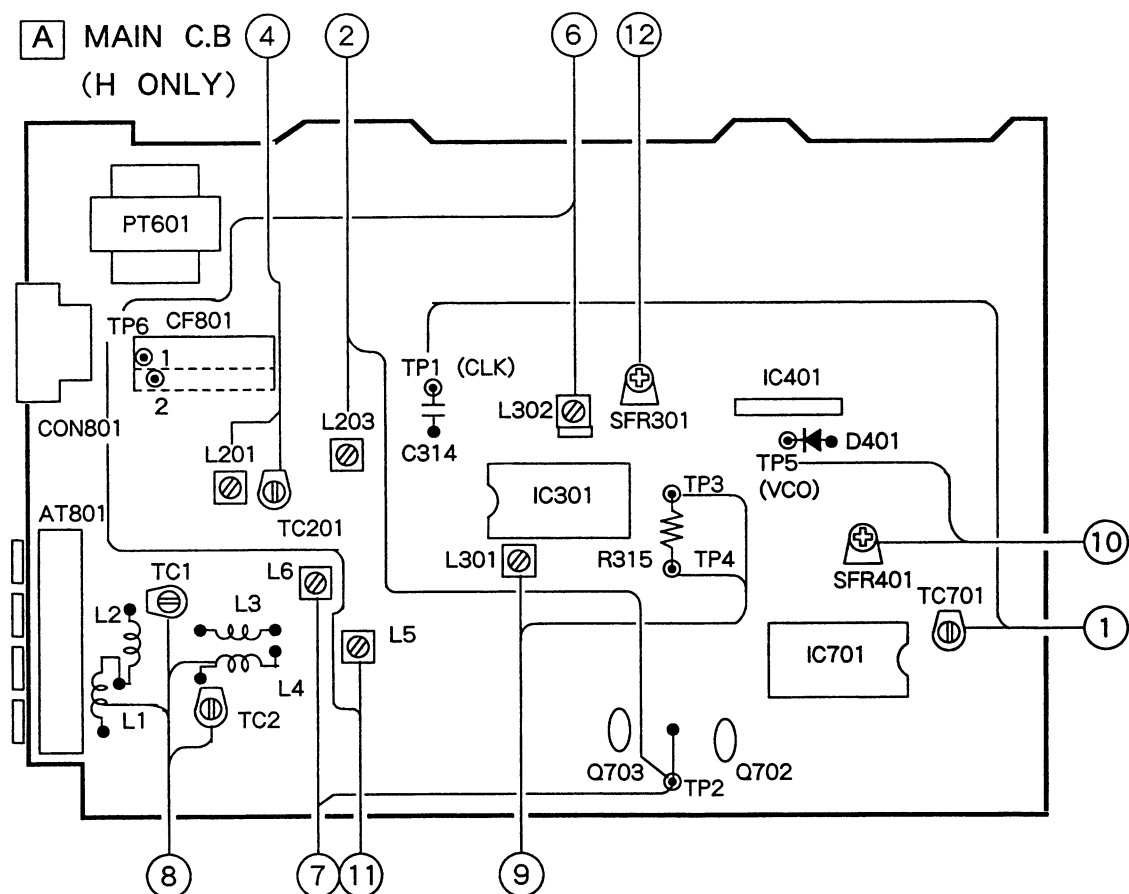 A MAIN C.B
(H ONLY)
4
2
6
12
PT601
TP6
CF801
1
2
CON801
TP1 (CLK)
C314
L302
SFR301
IC401
D401
TP5
(VCO)
L203
L201
TC201
IC301
TP3
R315
TP4
L301
AT801
SFR401
10
TC701
1
IC701
TC1
L6
L3
L2
L5
L4
L1
TC2
Q703
TP2
Q702
8
7
11
9